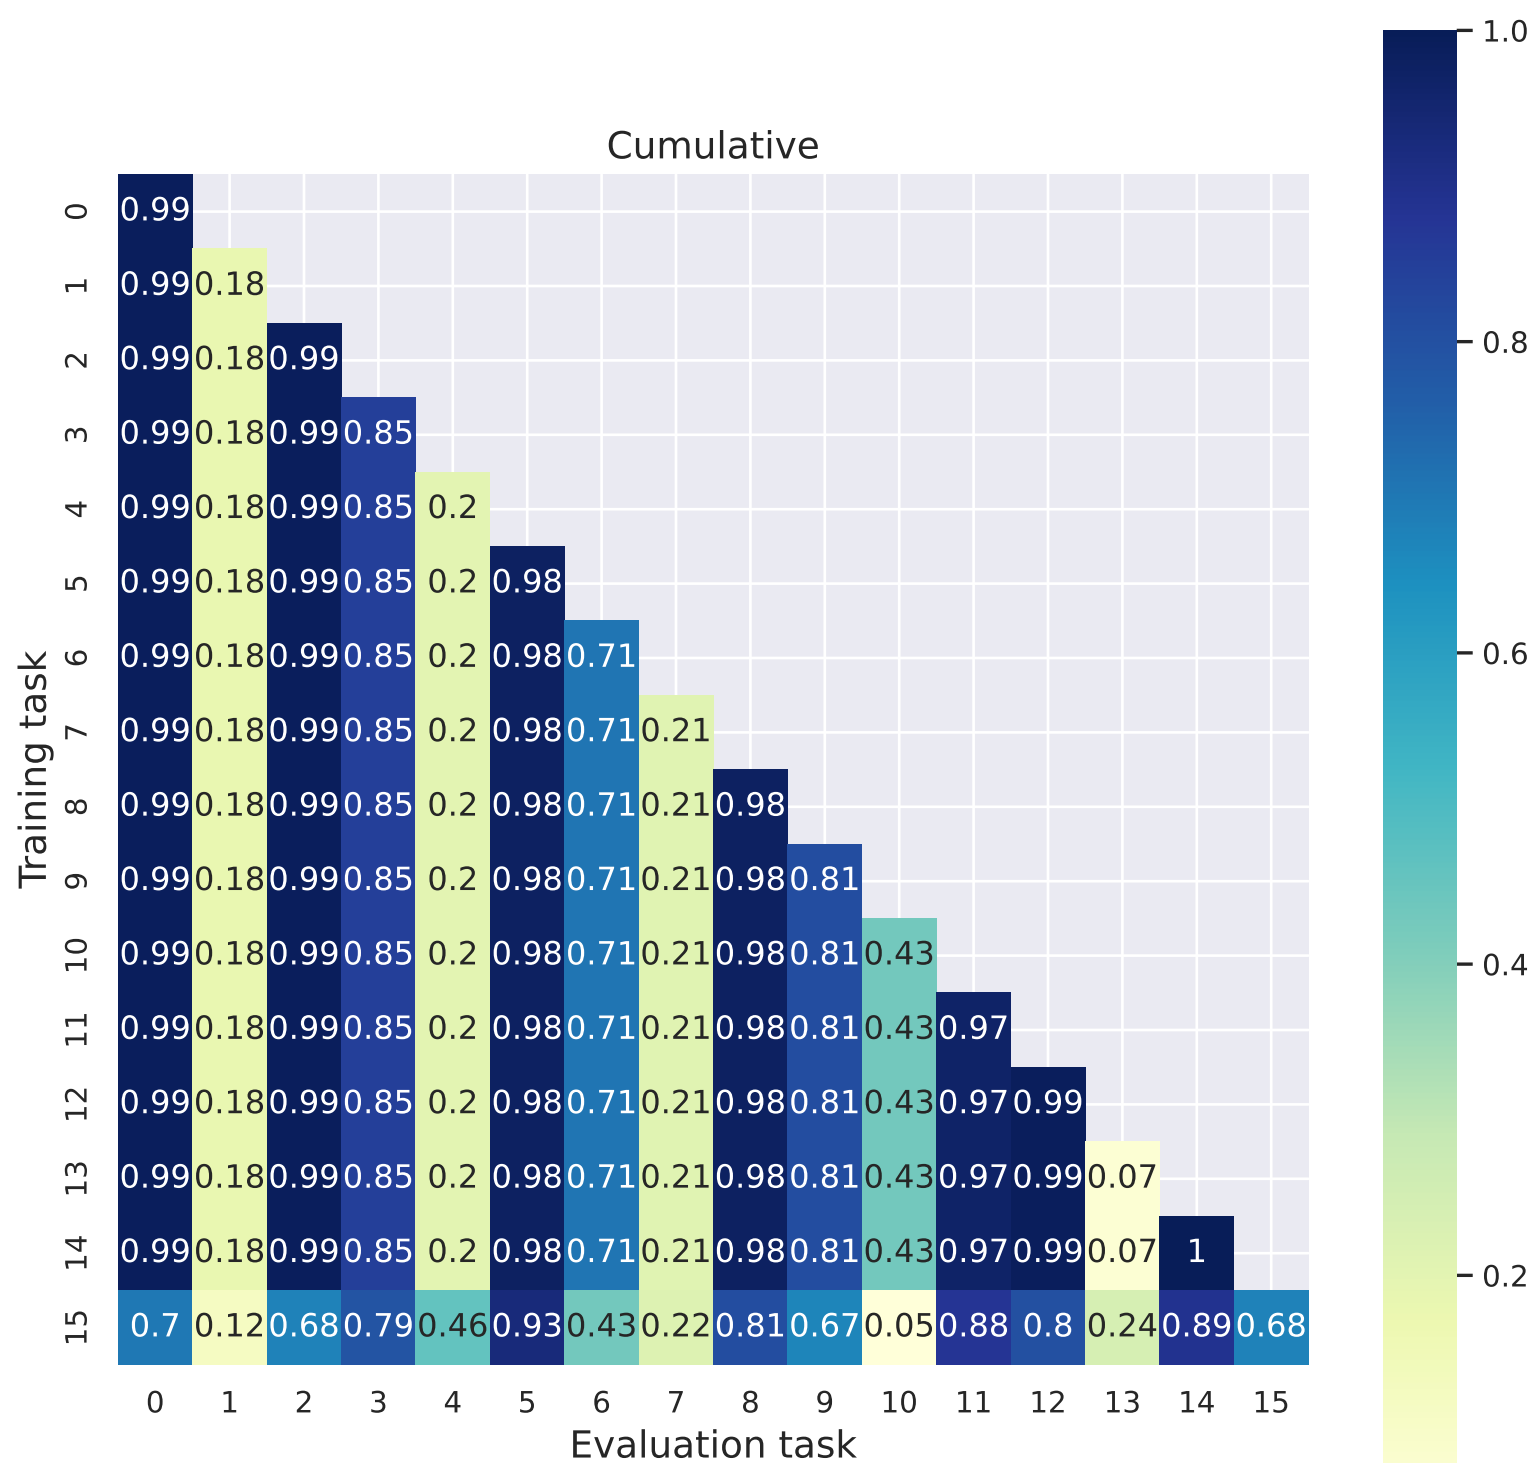 Cumulative
0 0.99
1 0.99 0.18
2 0.99 0.18 0.99
3 0.99 0.18 0.99 0.85
4 0.99 0.18 0.99 0.85 0.2
5 0.99 0.18 0.99 0.85 0.2 0.98
6 0.99 0.18 0.99 0.85 0.2 0.98 0.71
7 0.99 0.18 0.99 0.85 0.2 0.98 0.71 0.21
8 0.99 0.18 0.99 0.85 0.2 0.98 0.71 0.21 0.98
9 0.99 0.18 0.99 0.85 0.2 0.98 0.71 0.21 0.98 0.81
10 0.99 0.18 0.99 0.85 0.2 0.98 0.71 0.21 0.98 0.81 0.43
11 0.99 0.18 0.99 0.85 0.2 0.98 0.71 0.21 0.98 0.81 0.43 0.97
12 0.99 0.18 0.99 0.85 0.2 0.98 0.71 0.21 0.98 0.81 0.43 0.97 0.99
13 0.99 0.18 0.99 0.85 0.2 0.98 0.71 0.21 0.98 0.81 0.43 0.97 0.99 0.07
14 0.99 0.18 0.99 0.85 0.2 0.98 0.71 0.21 0.98 0.81 0.43 0.97 0.99 0.07 1
15 0.7 0.12 0.68 0.79 0.46 0.93 0.43 0.22 0.81 0.67 0.05 0.88 0.8 0.24 0.89 0.68
0 1 2 3 4 5 6 7 8 9 10 11 12 13 14 15
Evaluation task
Training task
1.0
0.8
0.6
0.4
0.2